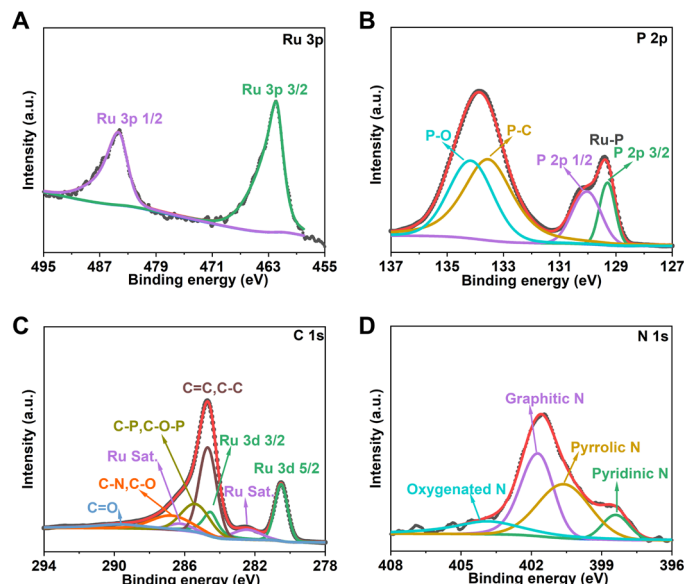 A
Ru 3p
Ru 3p 3/2
Ru 3p 1/2
Intensity (a.u.)
495 487 479 471 463 455
Binding energy (eV)
B
P 2p
P-O
P-C
Ru-P
P 2p 1/2
P 2p 3/2
Intensity (a.u.)
137 135 133 131 129 127
Binding energy (eV)
C
C 1s
C=C,C-C
C-P,C-O-P
Ru 3d 3/2
Ru Sat.
Ru 3d 5/2
C-N,C-O
Ru Sat.
C=O
Intensity (a.u.)
294 290 286 282 278
Binding energy (eV)
D
N 1s
Graphitic N
Pyrrolic N
Pyridinic N
Oxygenated N
Intensity (a.u.)
408 405 402 399 396
Binding energy (eV)